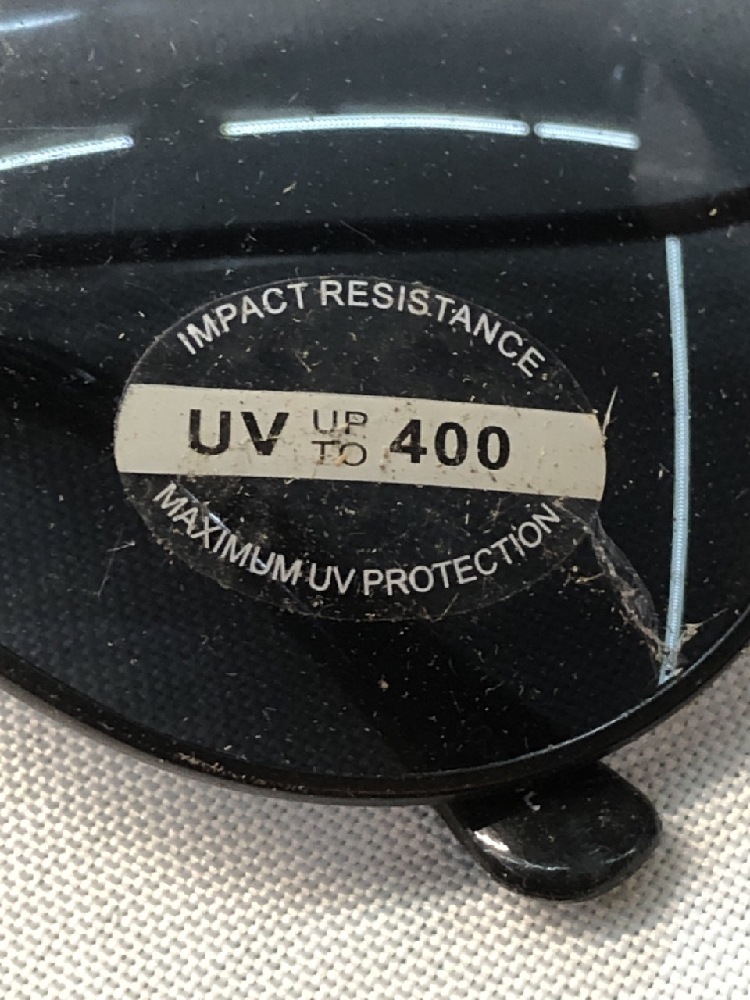 IMPACT RESISTANCE
UV UP TO 400
MAXIMUM UV PROTECTION